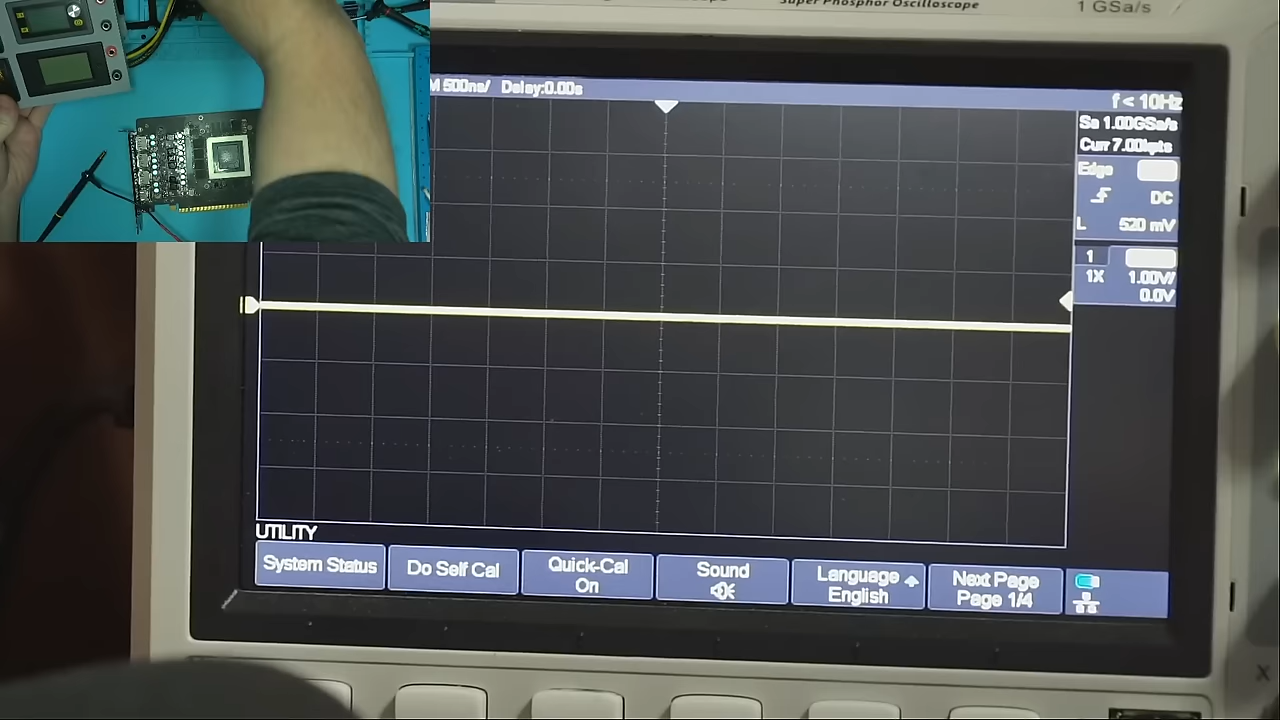 Super Phosphor Oscilloscope
1 GSa/s
M 500ns/ Delay:0.00s
f < 10Hz
Sa 1.00GSa/s
Curr 7.00kpts
Edge
DC
L 520 mV
1
1X 1.00V/
0.0V
UTILITY
System Status
Do Self Cal
Quick-Cal
On
Sound
Language
English
Next Page
Page 1/4
X